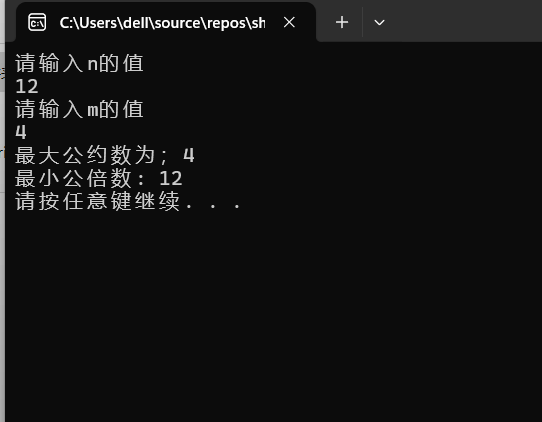 C:\Users\dell\source\repos\sh
请输入n的值
12
请输入m的值
4
最大公约数为；4
最小公倍数：12
请按任意键继续. . .